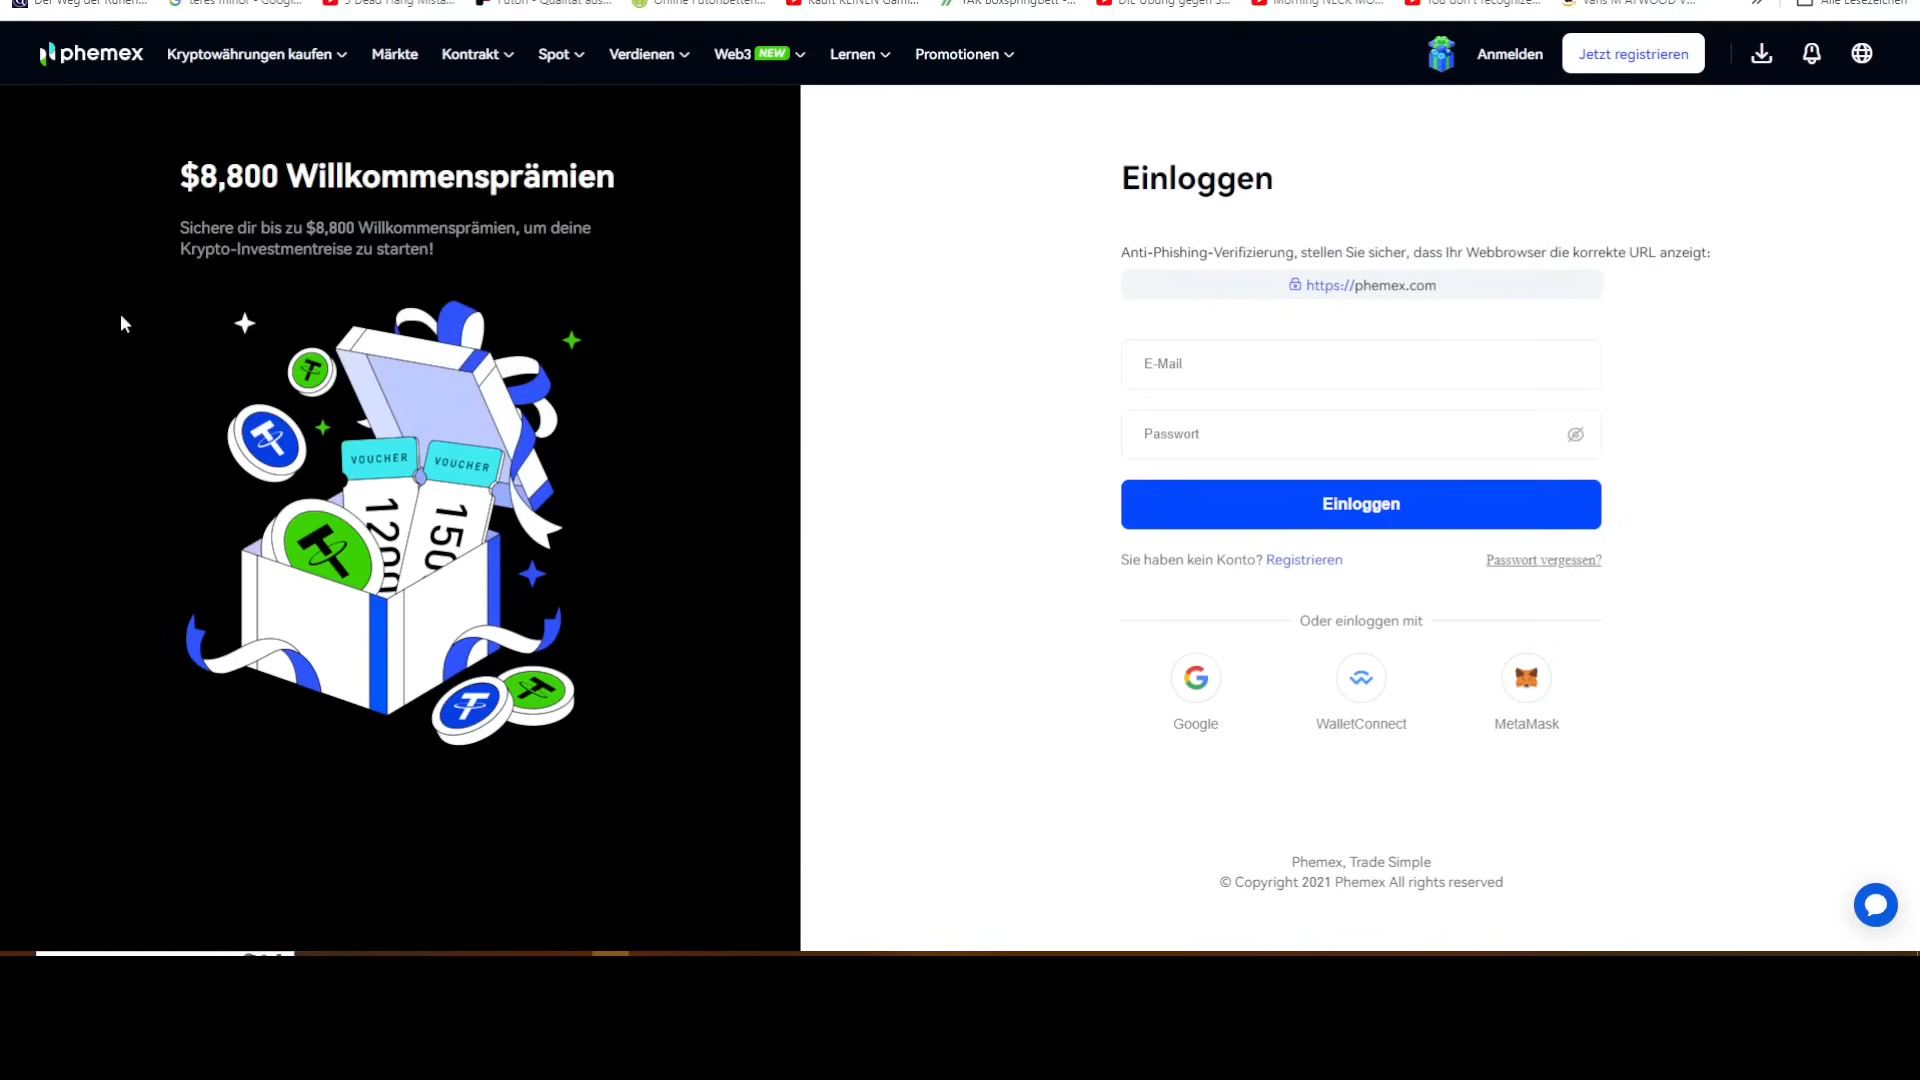 phemex Kryptowährungen kaufen Märkte Kontrakt Spot Verdienen Web3 NEW Lernen Promotionen Anmelden Jetzt registrieren
$8,800 Willkommensprämien
Sichere dir bis zu $8,800 Willkommensprämien, um deine
Krypto-Investmentreise zu starten!
VOUCHER VOUCHER
1200 150
Einloggen
Anti-Phishing-Verifizierung, stellen Sie sicher, dass Ihr Webbrowser die korrekte URL anzeigt:
https://phemex.com
E-Mail
Passwort
Einloggen
Sie haben kein Konto? Registrieren Passwort vergessen?
Oder einloggen mit
Google WalletConnect MetaMask
Phemex, Trade Simple
© Copyright 2021 Phemex All rights reserved